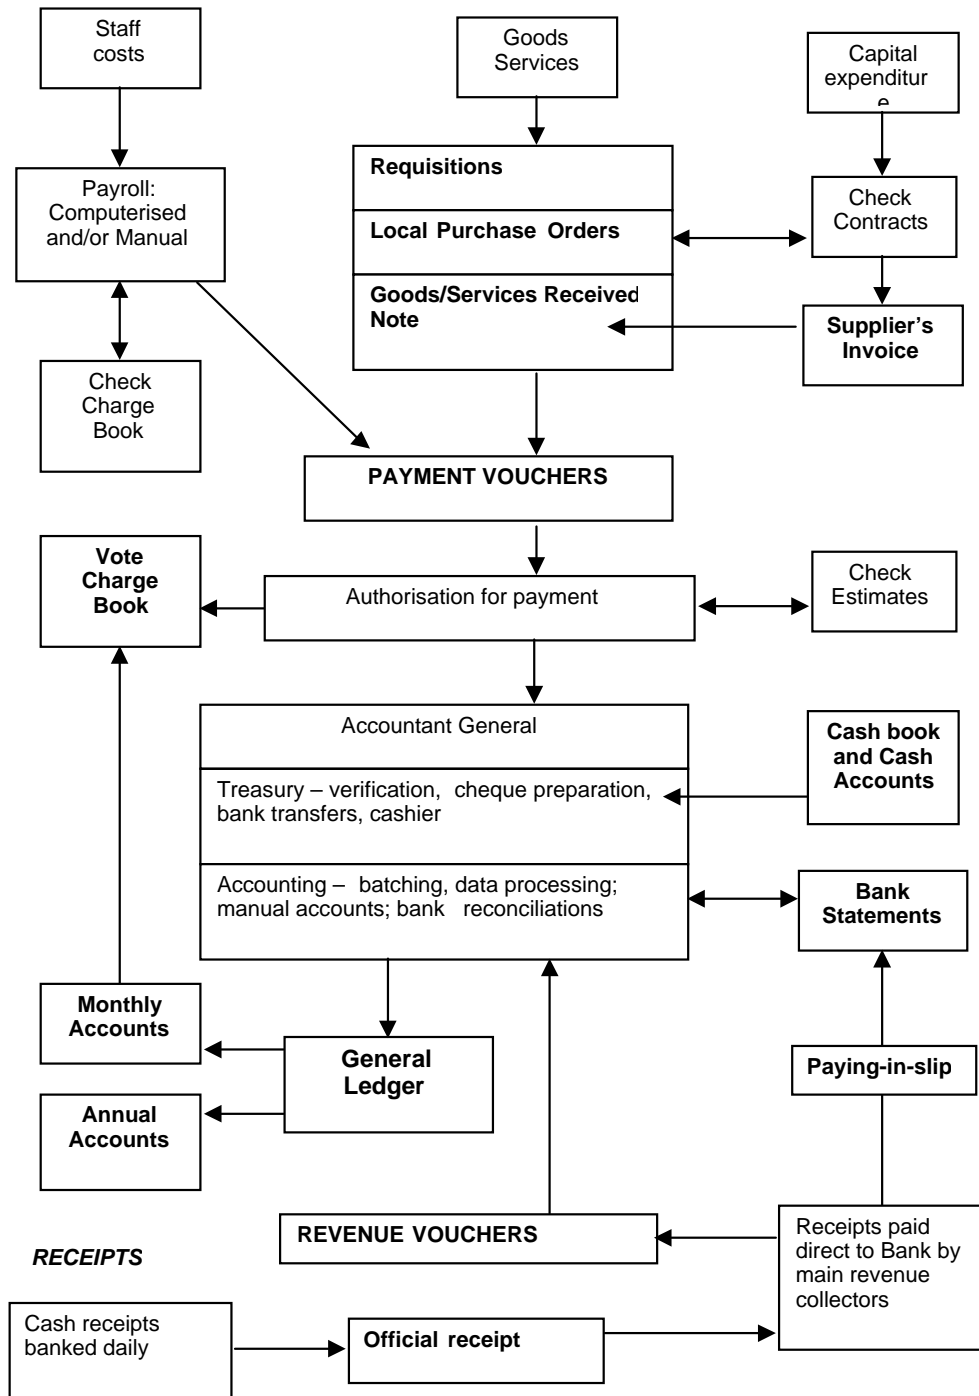 Staff
costs
Goods
Services
Capital
expenditur
e
Payroll:
Computerised
and/or Manual
Requisitions
Local Purchase Orders
Goods/Services Received
Note
Check
Contracts
Supplier’s
Invoice
Check
Charge
Book
PAYMENT VOUCHERS
Vote
Charge
Book
Authorisation for payment
Check
Estimates
Accountant General
Treasury – verification, cheque preparation,
bank transfers, cashier
Accounting – batching, data processing;
manual accounts; bank reconciliations
Cash book
and Cash
Accounts
Bank
Statements
Monthly
Accounts
General
Ledger
Paying-in-slip
Annual
Accounts
REVENUE VOUCHERS
Receipts paid
direct to Bank by
main revenue
collectors
RECEIPTS
Cash receipts
banked daily
Official receipt